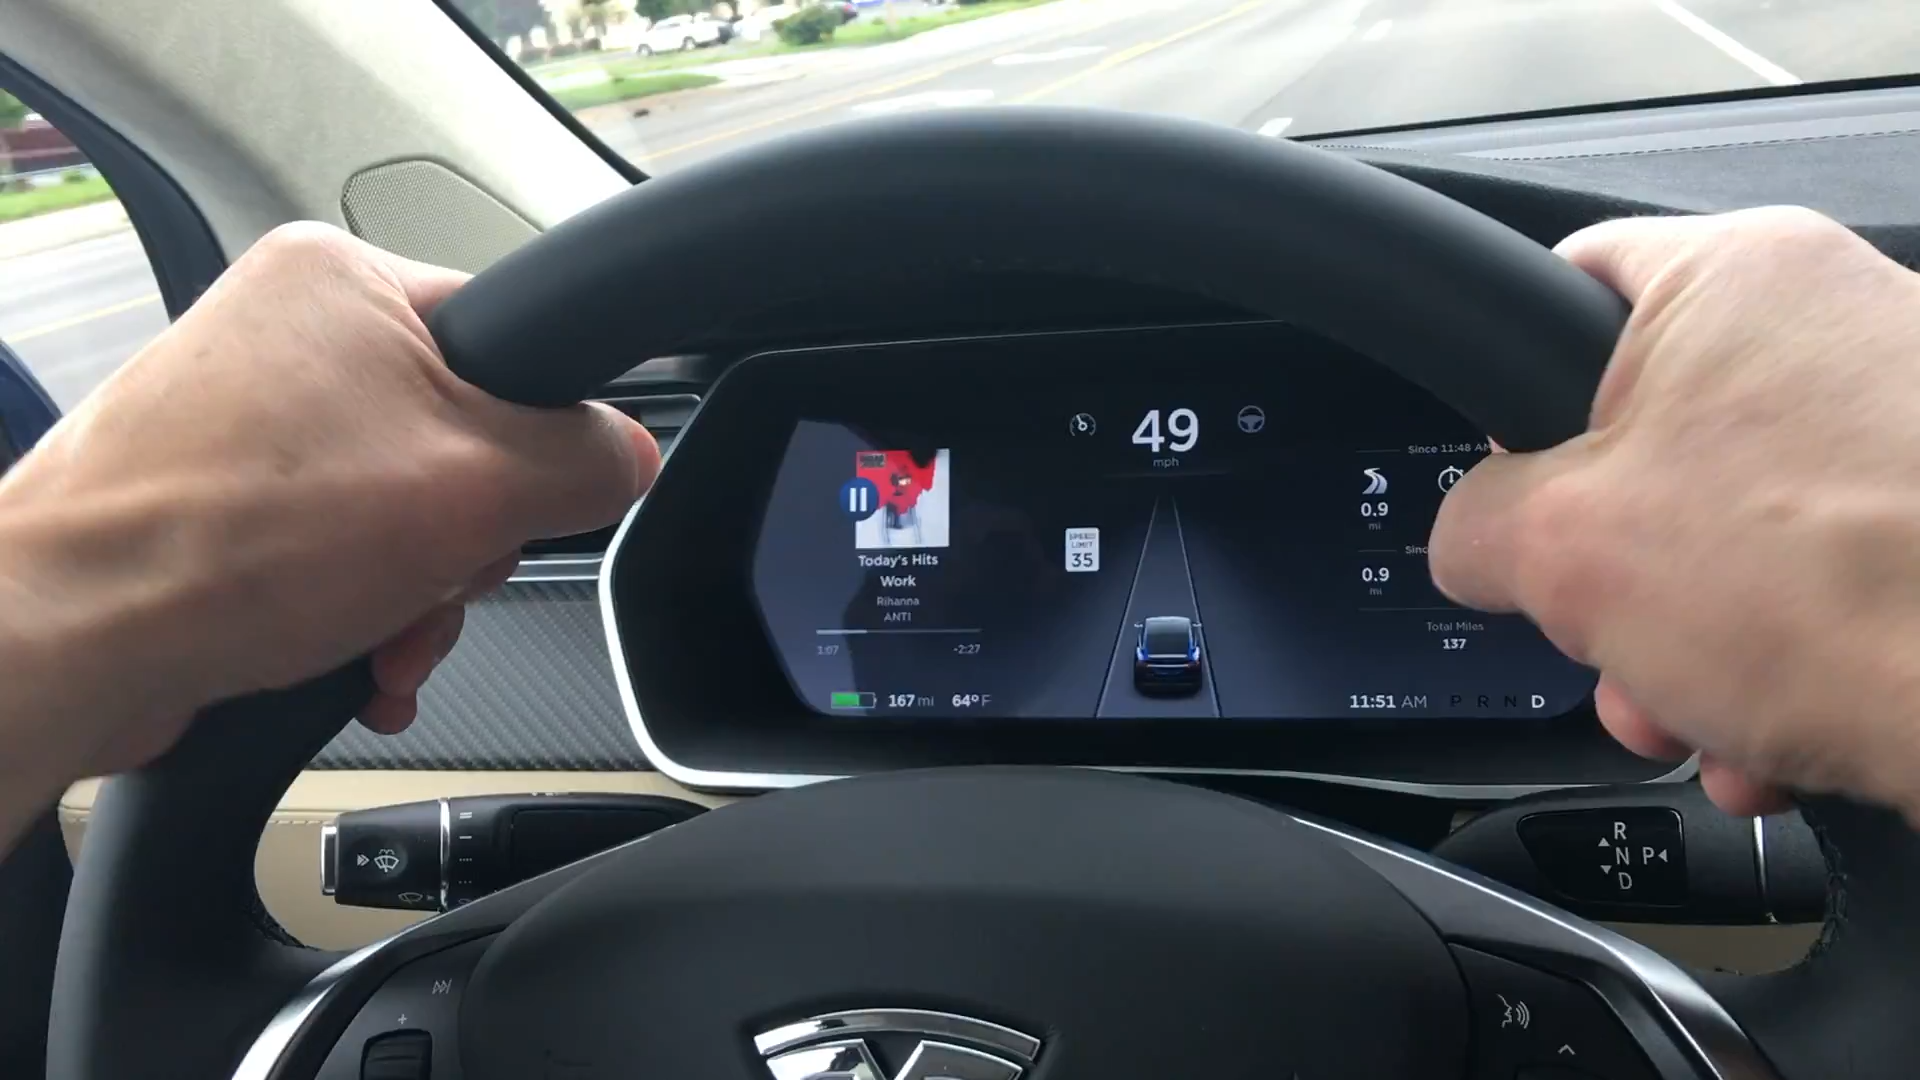 49
mph
SPEED
LIMIT
35
Today's Hits
Work
Rihanna
ANTI
1:07 -2:27
167 mi 64° F
Since 11:48 AM
0.9
mi
0.9
mi
Total Miles
137
11:51 AM P R N D
R
N P
D